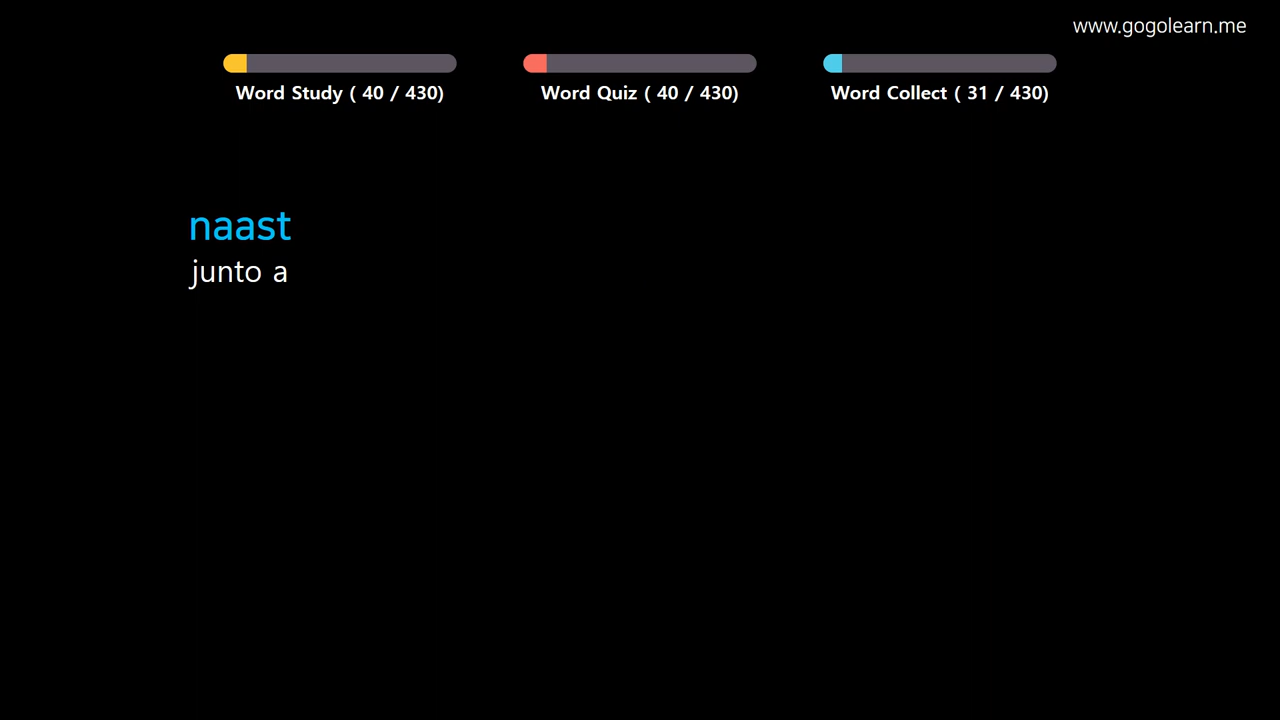 www.gogolearn.me
Word Study ( 40 / 430)
Word Quiz ( 40 / 430)
Word Collect ( 31 / 430)
naast
junto a